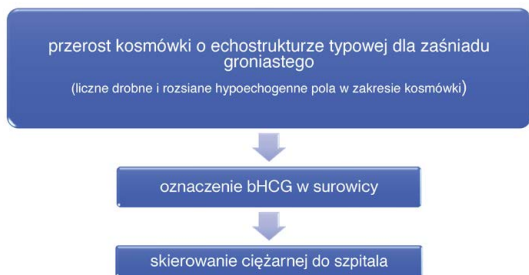 przerost kosmówki o echostrukturze typowej dla zaśniadu
groniastego
(liczne drobne i rozsiane hypoechogenne pola w zakresie kosmówki)
oznaczenie bHCG w surowicy
skierowanie ciężarnej do szpitala